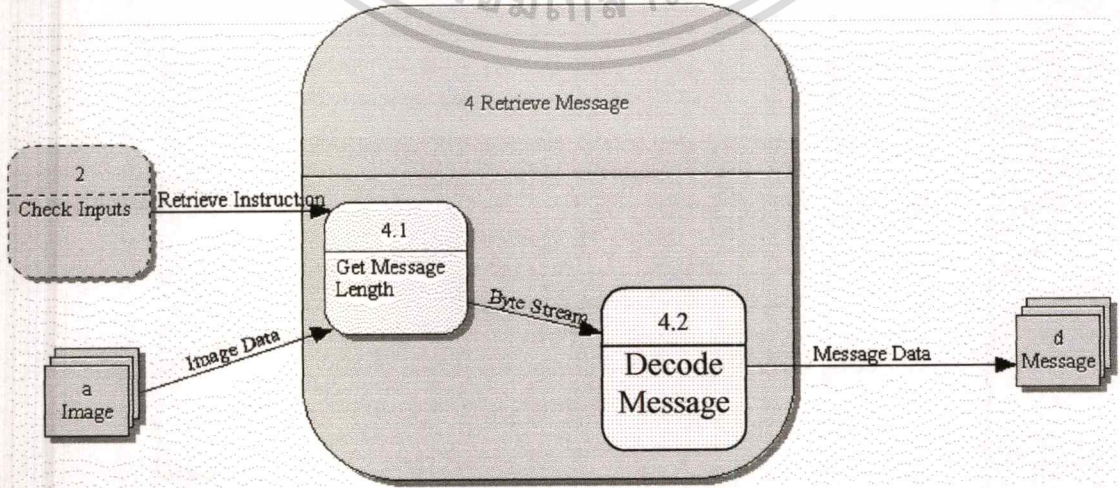 4 Retrieve Message
2
Check Inputs
Retrieve Instruction
4.1
Get Message
Length
Byte Stream
4.2
Decode
Message
Image Data
a
Image
Message Data
d
Message